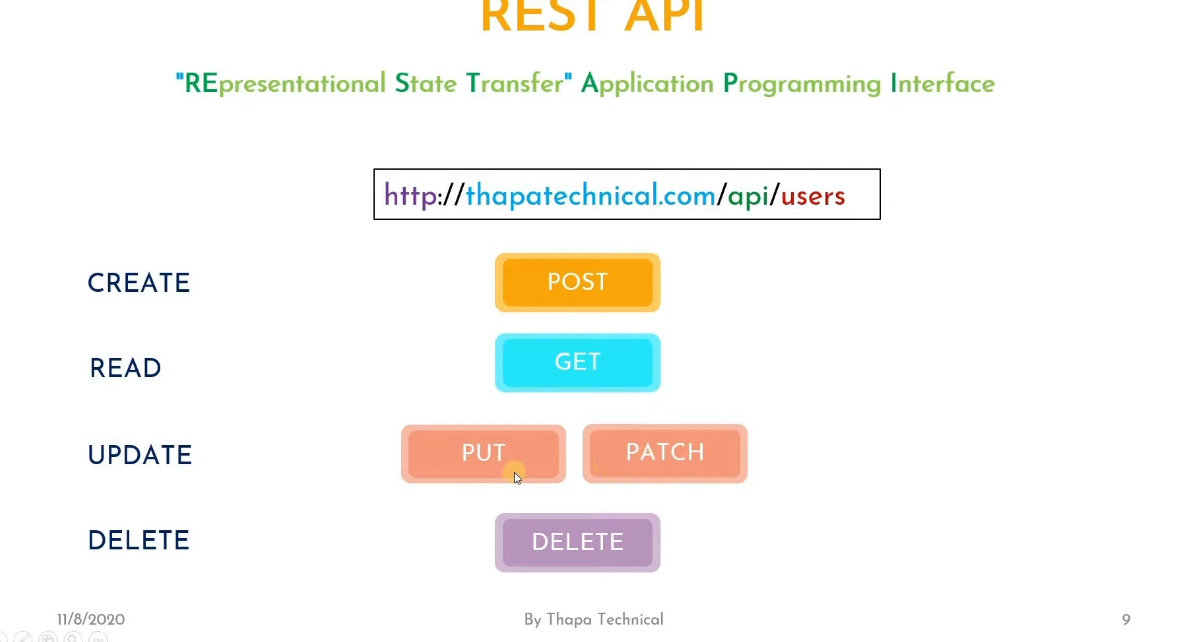 REST API
"REpresentational State Transfer" Application Programming Interface
http://thapatechnical.com/api/users
CREATE POST
READ GET
UPDATE PUT PATCH
DELETE DELETE
11/8/2020 By Thapa Technical 9